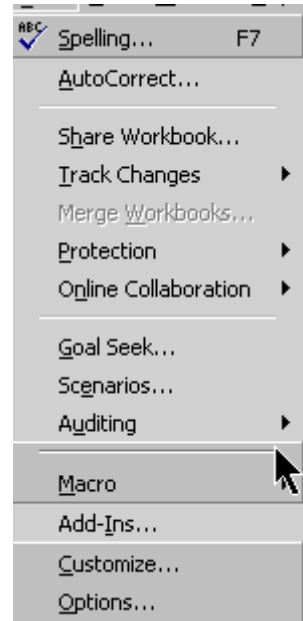 ABC Spelling... F7
AutoCorrect...
Share Workbook...
Track Changes
Merge Workbooks...
Protection
Online Collaboration
Goal Seek...
Scenarios...
Auditing
Macro
Add-Ins...
Customize...
Options...